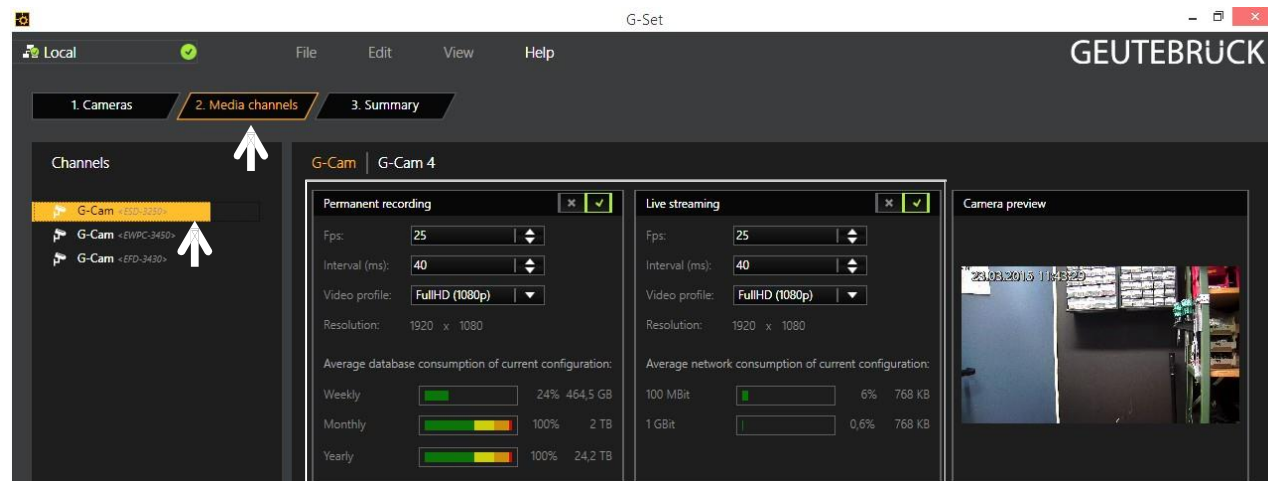 G-Set
Local File Edit View Help GEUTEBRÜCK
1. Cameras 2. Media channels 3. Summary
Channels
G-Cam <ESD-3250>
G-Cam <EWPC-3450>
G-Cam <EFD-3430>
G-Cam | G-Cam 4
Permanent recording
Fps: 25
Interval (ms): 40
Video profile: FullHD (1080p)
Resolution: 1920 x 1080
Average database consumption of current configuration:
Weekly 24% 464,5 GB
Monthly 100% 2 TB
Yearly 100% 24,2 TB
Live streaming
Fps: 25
Interval (ms): 40
Video profile: FullHD (1080p)
Resolution: 1920 x 1080
Average network consumption of current configuration:
100 MBit 6% 768 KB
1 GBit 0,6% 768 KB
Camera preview